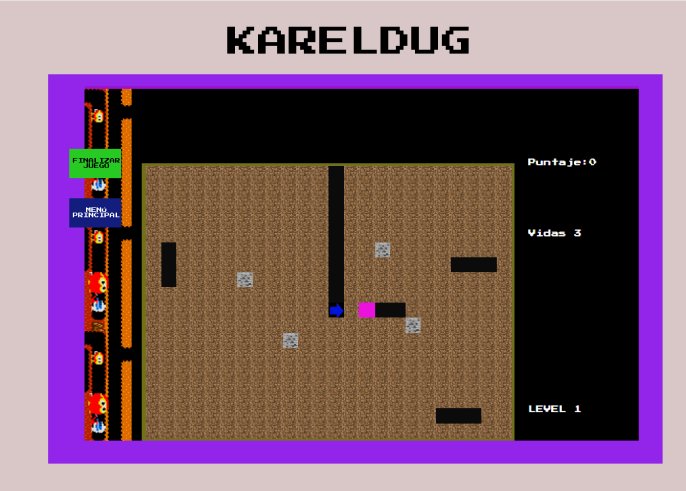 KARELDUG
Puntaje:0
FINALIZAR
JUEGO
MENú
PRINCIPAL
Vidas 3
LEVEL 1